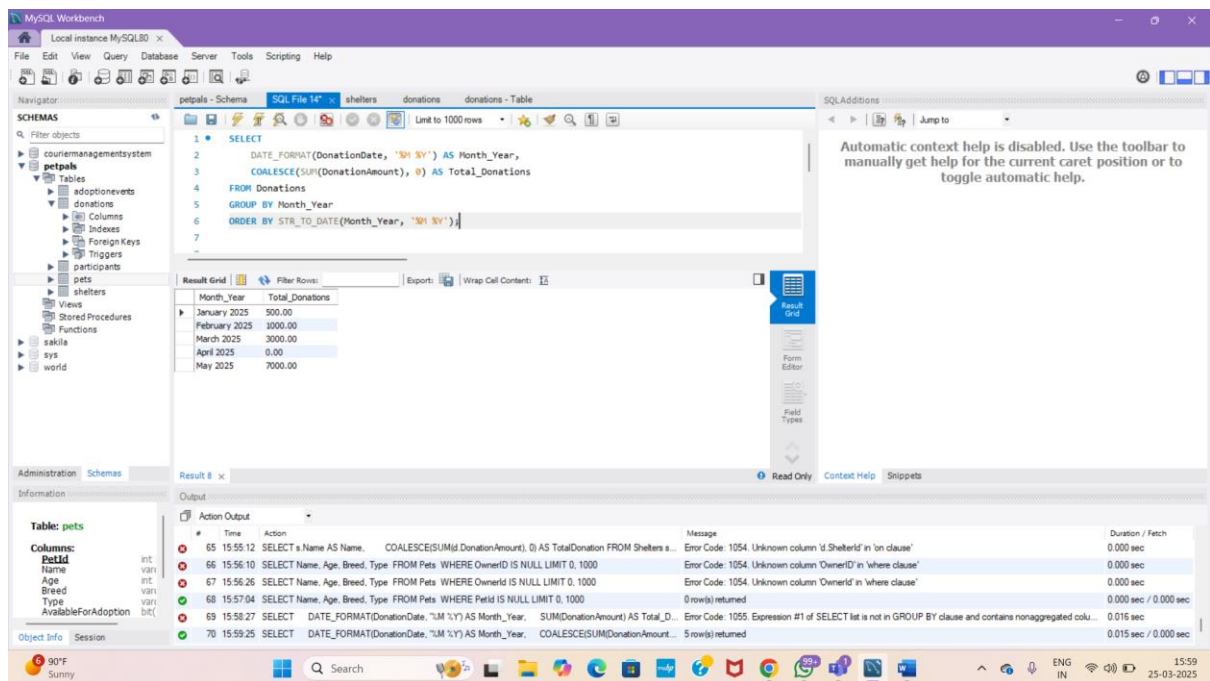 MySQL Workbench
Local instance MySQL80 ×
File Edit View Query Database Server Tools Scripting Help
Navigator
SCHEMAS
Filter objects
couriermanagementsystem
petpals
Tables
adoptionevents
donations
Columns
Indexes
Foreign Keys
Triggers
participants
pets
shelters
Views
Stored Procedures
Functions
sakila
sys
world
Administration Schemas
Information
Table: pets
Columns:
PetId int
Name vari
Age int
Breed vari
Type vari
AvailableForAdoption bit(
Object Info Session
petpals - Schema SQL File 14* × shelters donations donations - Table
Limit to 1000 rows
1 SELECT
2 DATE_FORMAT(DonationDate, '%M %Y') AS Month_Year,
3 COALESCE(SUM(DonationAmount), 0) AS Total_Donations
4 FROM Donations
5 GROUP BY Month_Year
6 ORDER BY STR_TO_DATE(Month_Year, '%M %Y');
7
Result Grid Filter Rows: Export: Wrap Cell Content:
Month_Year Total_Donations
January 2025 500.00
February 2025 1000.00
March 2025 3000.00
April 2025 0.00
May 2025 7000.00
Result Grid
Form Editor
Field Types
Result 8 ×
Read Only
SQLAdditions
Jump to
Automatic context help is disabled. Use the toolbar to
manually get help for the current caret position or to
toggle automatic help.
Context Help Snippets
Output
Action Output
# Time Action Message Duration / Fetch
65 15:55:12 SELECT s.Name AS Name, COALESCE(SUM(d.DonationAmount), 0) AS TotalDonation FROM Shelters s... Error Code: 1054. Unknown column 'd.ShelterId' in 'on clause' 0.000 sec
66 15:56:10 SELECT Name, Age, Breed, Type FROM Pets WHERE OwnerID IS NULL LIMIT 0, 1000 Error Code: 1054. Unknown column 'OwnerID' in 'where clause' 0.000 sec
67 15:56:26 SELECT Name, Age, Breed, Type FROM Pets WHERE OwnerId IS NULL LIMIT 0, 1000 Error Code: 1054. Unknown column 'OwnerId' in 'where clause' 0.000 sec
68 15:57:04 SELECT Name, Age, Breed, Type FROM Pets WHERE PetId IS NULL LIMIT 0, 1000 0 row(s) returned 0.000 sec / 0.000 sec
69 15:58:27 SELECT DATE_FORMAT(DonationDate, '%M %Y') AS Month_Year, SUM(DonationAmount) AS Total_D... Error Code: 1055. Expression #1 of SELECT list is not in GROUP BY clause and contains nonaggregated colu... 0.016 sec
70 15:59:25 SELECT DATE_FORMAT(DonationDate, '%M %Y') AS Month_Year, COALESCE(SUM(DonationAmount... 5 row(s) returned 0.015 sec / 0.000 sec
6
90°F
Sunny
Search
99+
ENG
IN
15:59
25-03-2025